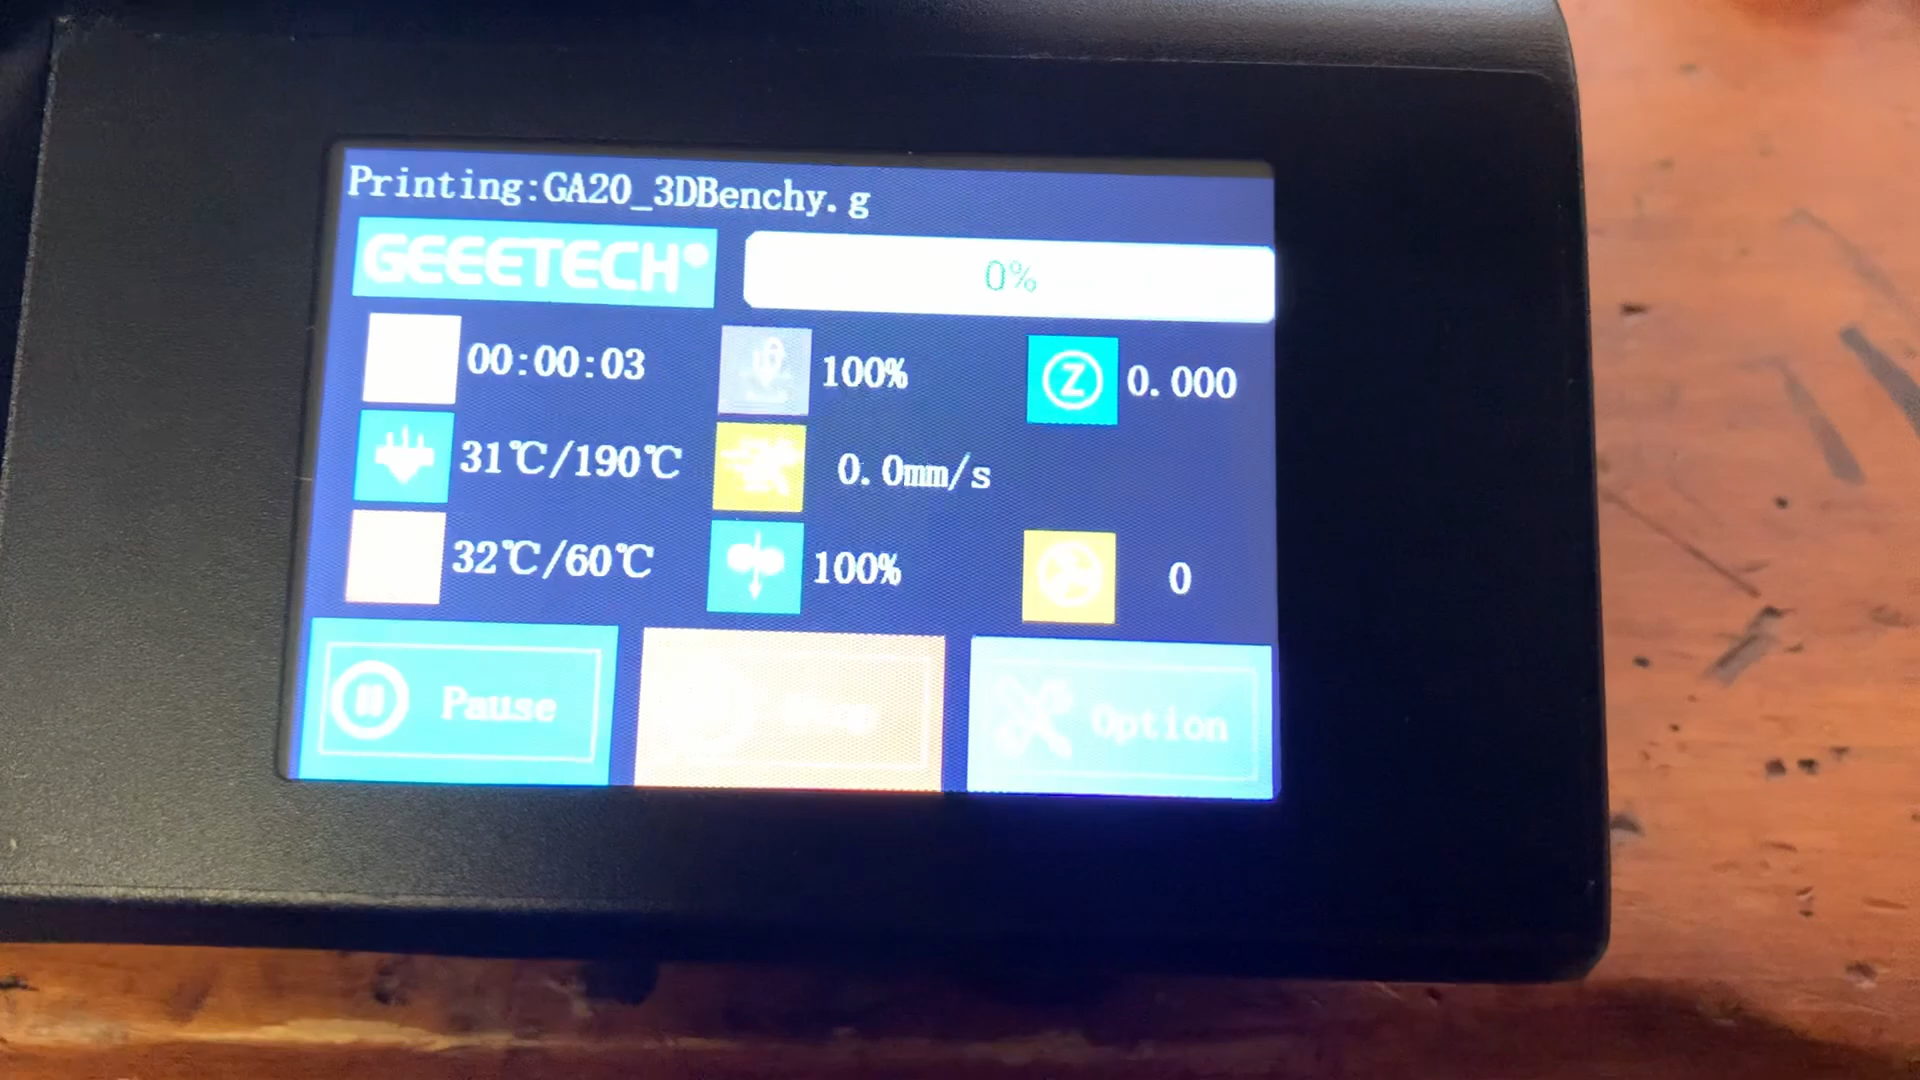 Printing:GA20_3DBenchy.g
GEEETECH®
0%
00:00:03
100%
Z
0.000
31℃/190℃
0.0mm/s
32℃/60℃
100%
0
Pause
Option